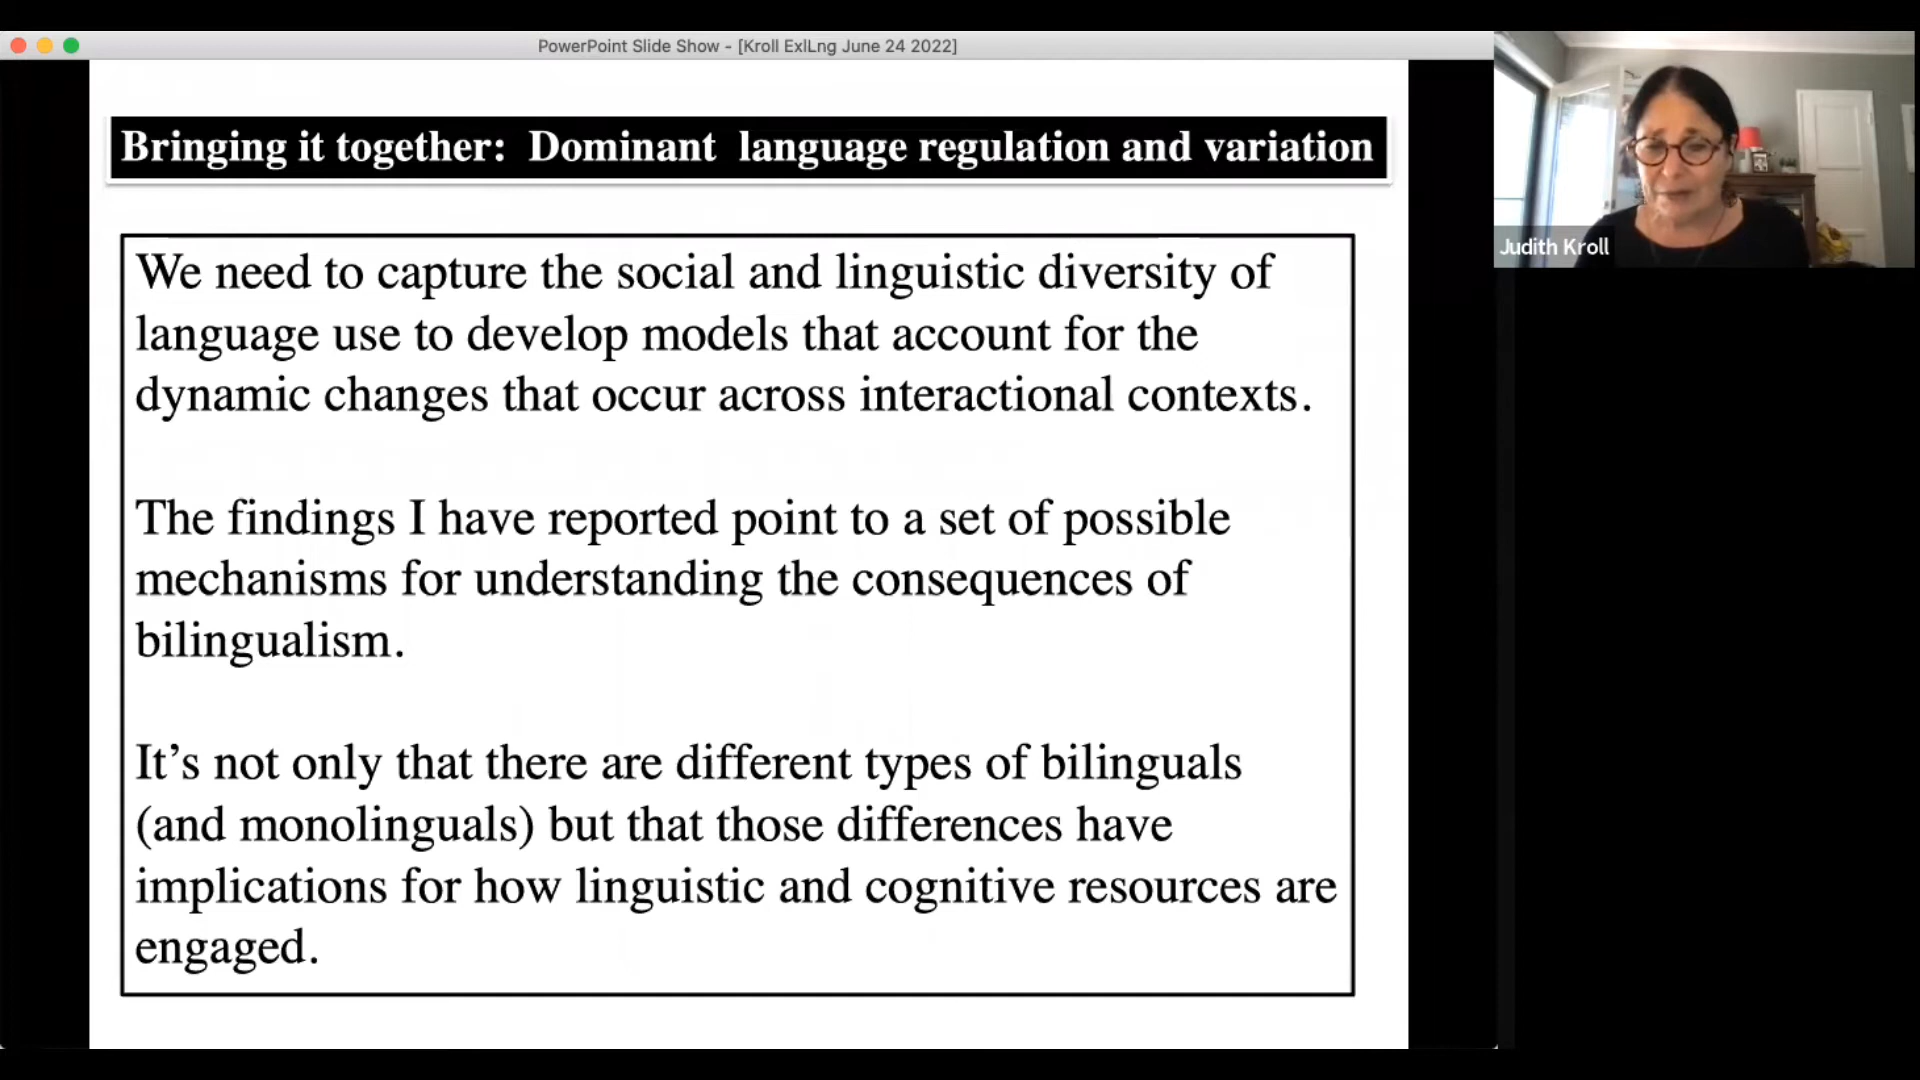 PowerPoint Slide Show - [Kroll ExlLng June 24 2022]
Bringing it together: Dominant language regulation and variation
Judith Kroll
We need to capture the social and linguistic diversity of
language use to develop models that account for the
dynamic changes that occur across interactional contexts.
The findings I have reported point to a set of possible
mechanisms for understanding the consequences of
bilingualism.
It’s not only that there are different types of bilinguals
(and monolinguals) but that those differences have
implications for how linguistic and cognitive resources are
engaged.